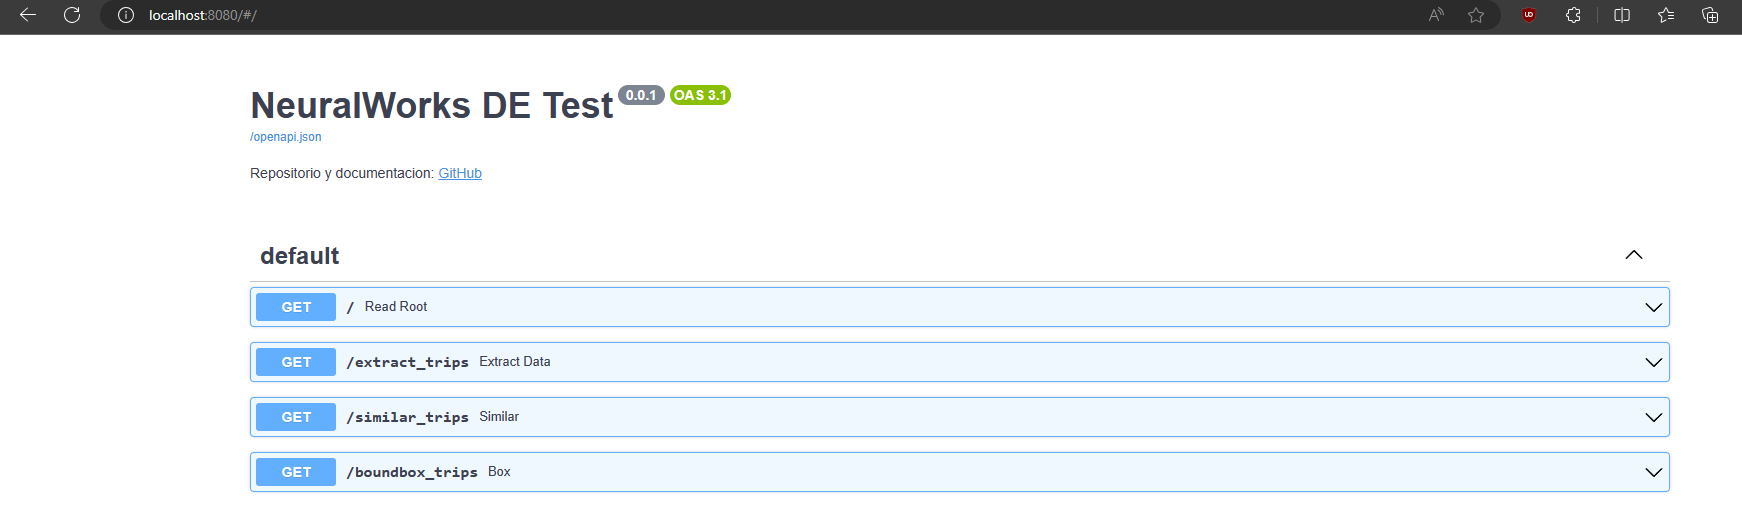 localhost:8080/#/
NeuralWorks DE Test 0.0.1 OAS 3.1
/openapi.json
Repositorio y documentacion: GitHub
default
GET / Read Root
GET /extract_trips Extract Data
GET /similar_trips Similar
GET /boundbox_trips Box